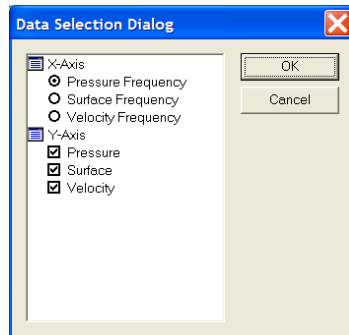 Data Selection Dialog
X-Axis
Pressure Frequency
Surface Frequency
Velocity Frequency
Y-Axis
Pressure
Surface
Velocity
OK
Cancel